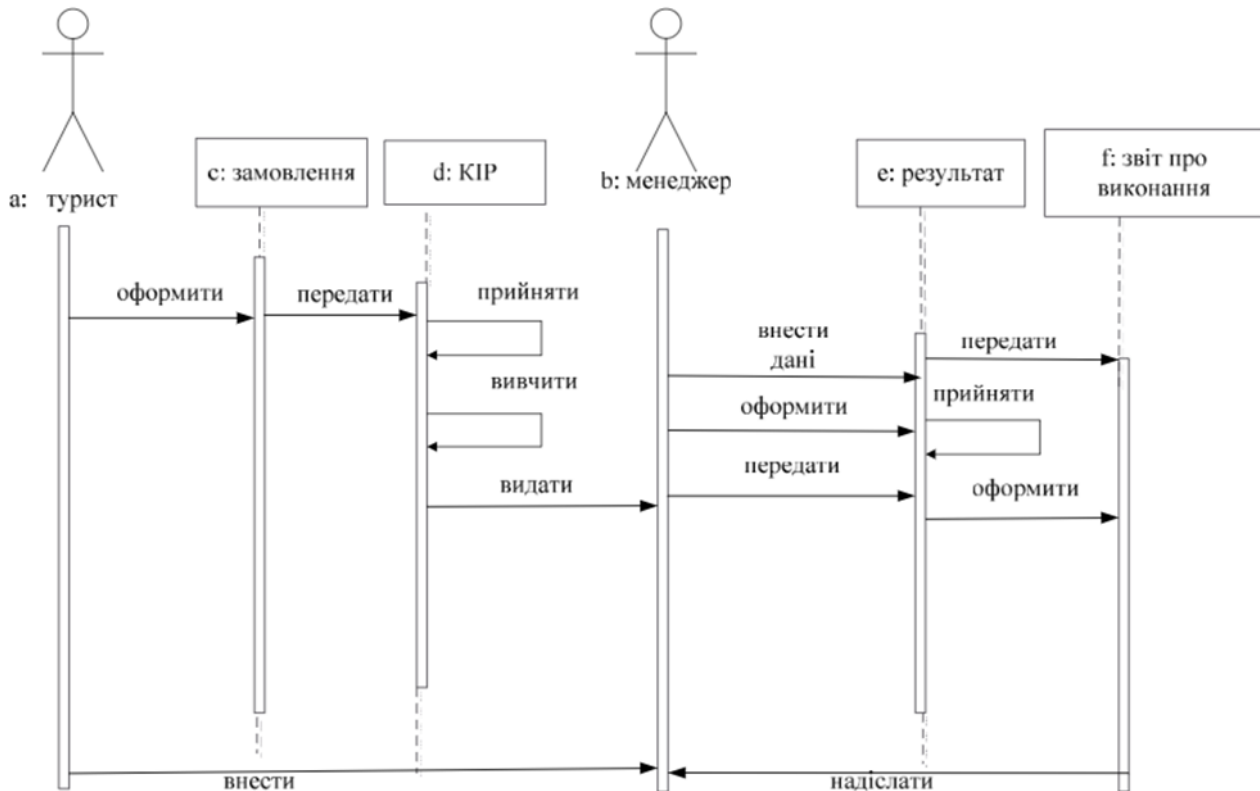 c: замовлення
d: КІР
b: менеджер
e: результат
f: звіт про
виконання
a: турист
оформити
передати
прийняти
вивчити
видати
внести
дані
оформити
передати
передати
прийняти
оформити
внести
надіслати